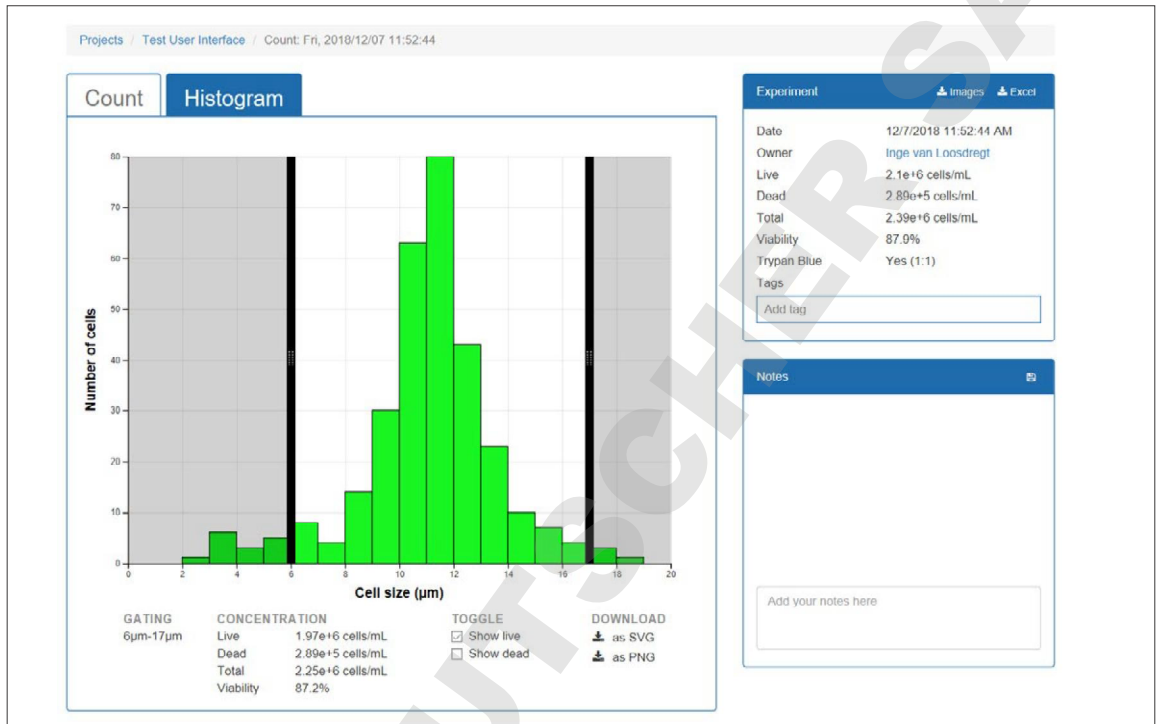 Projects / Test User Interface / Count: Fri, 2018/12/07 11:52:44
Count Histogram
80
70
60
50
40
30
20
10
0
Number of cells
0 2 4 6 8 10 12 14 16 18 20
Cell size (µm)
GATING
6µm-17µm
CONCENTRATION
Live 1.97e+6 cells/mL
Dead 2.89e+5 cells/mL
Total 2.25e+6 cells/mL
Viability 87.2%
TOGGLE
Show live
Show dead
DOWNLOAD
as SVG
as PNG
Experiment Images Excel
Date 12/7/2018 11:52:44 AM
Owner Inge van Loosdregt
Live 2.1e+6 cells/mL
Dead 2.89e+5 cells/mL
Total 2.39e+6 cells/mL
Viability 87.9%
Trypan Blue Yes (1:1)
Tags
Add tag
Notes
Add your notes here
UTSCHER SA